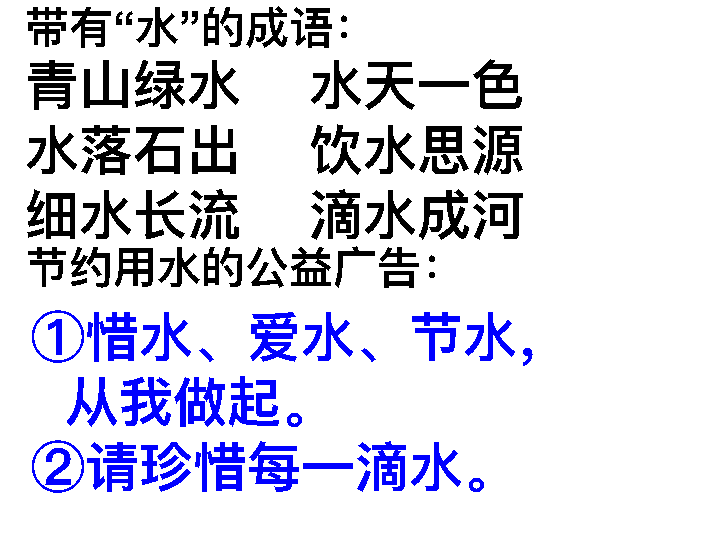 带有“水”的成语：
青山绿水　水天一色
水落石出　饮水思源
细水长流　滴水成河
节约用水的公益广告：
①惜水、爱水、节水，
从我做起。
②请珍惜每一滴水。